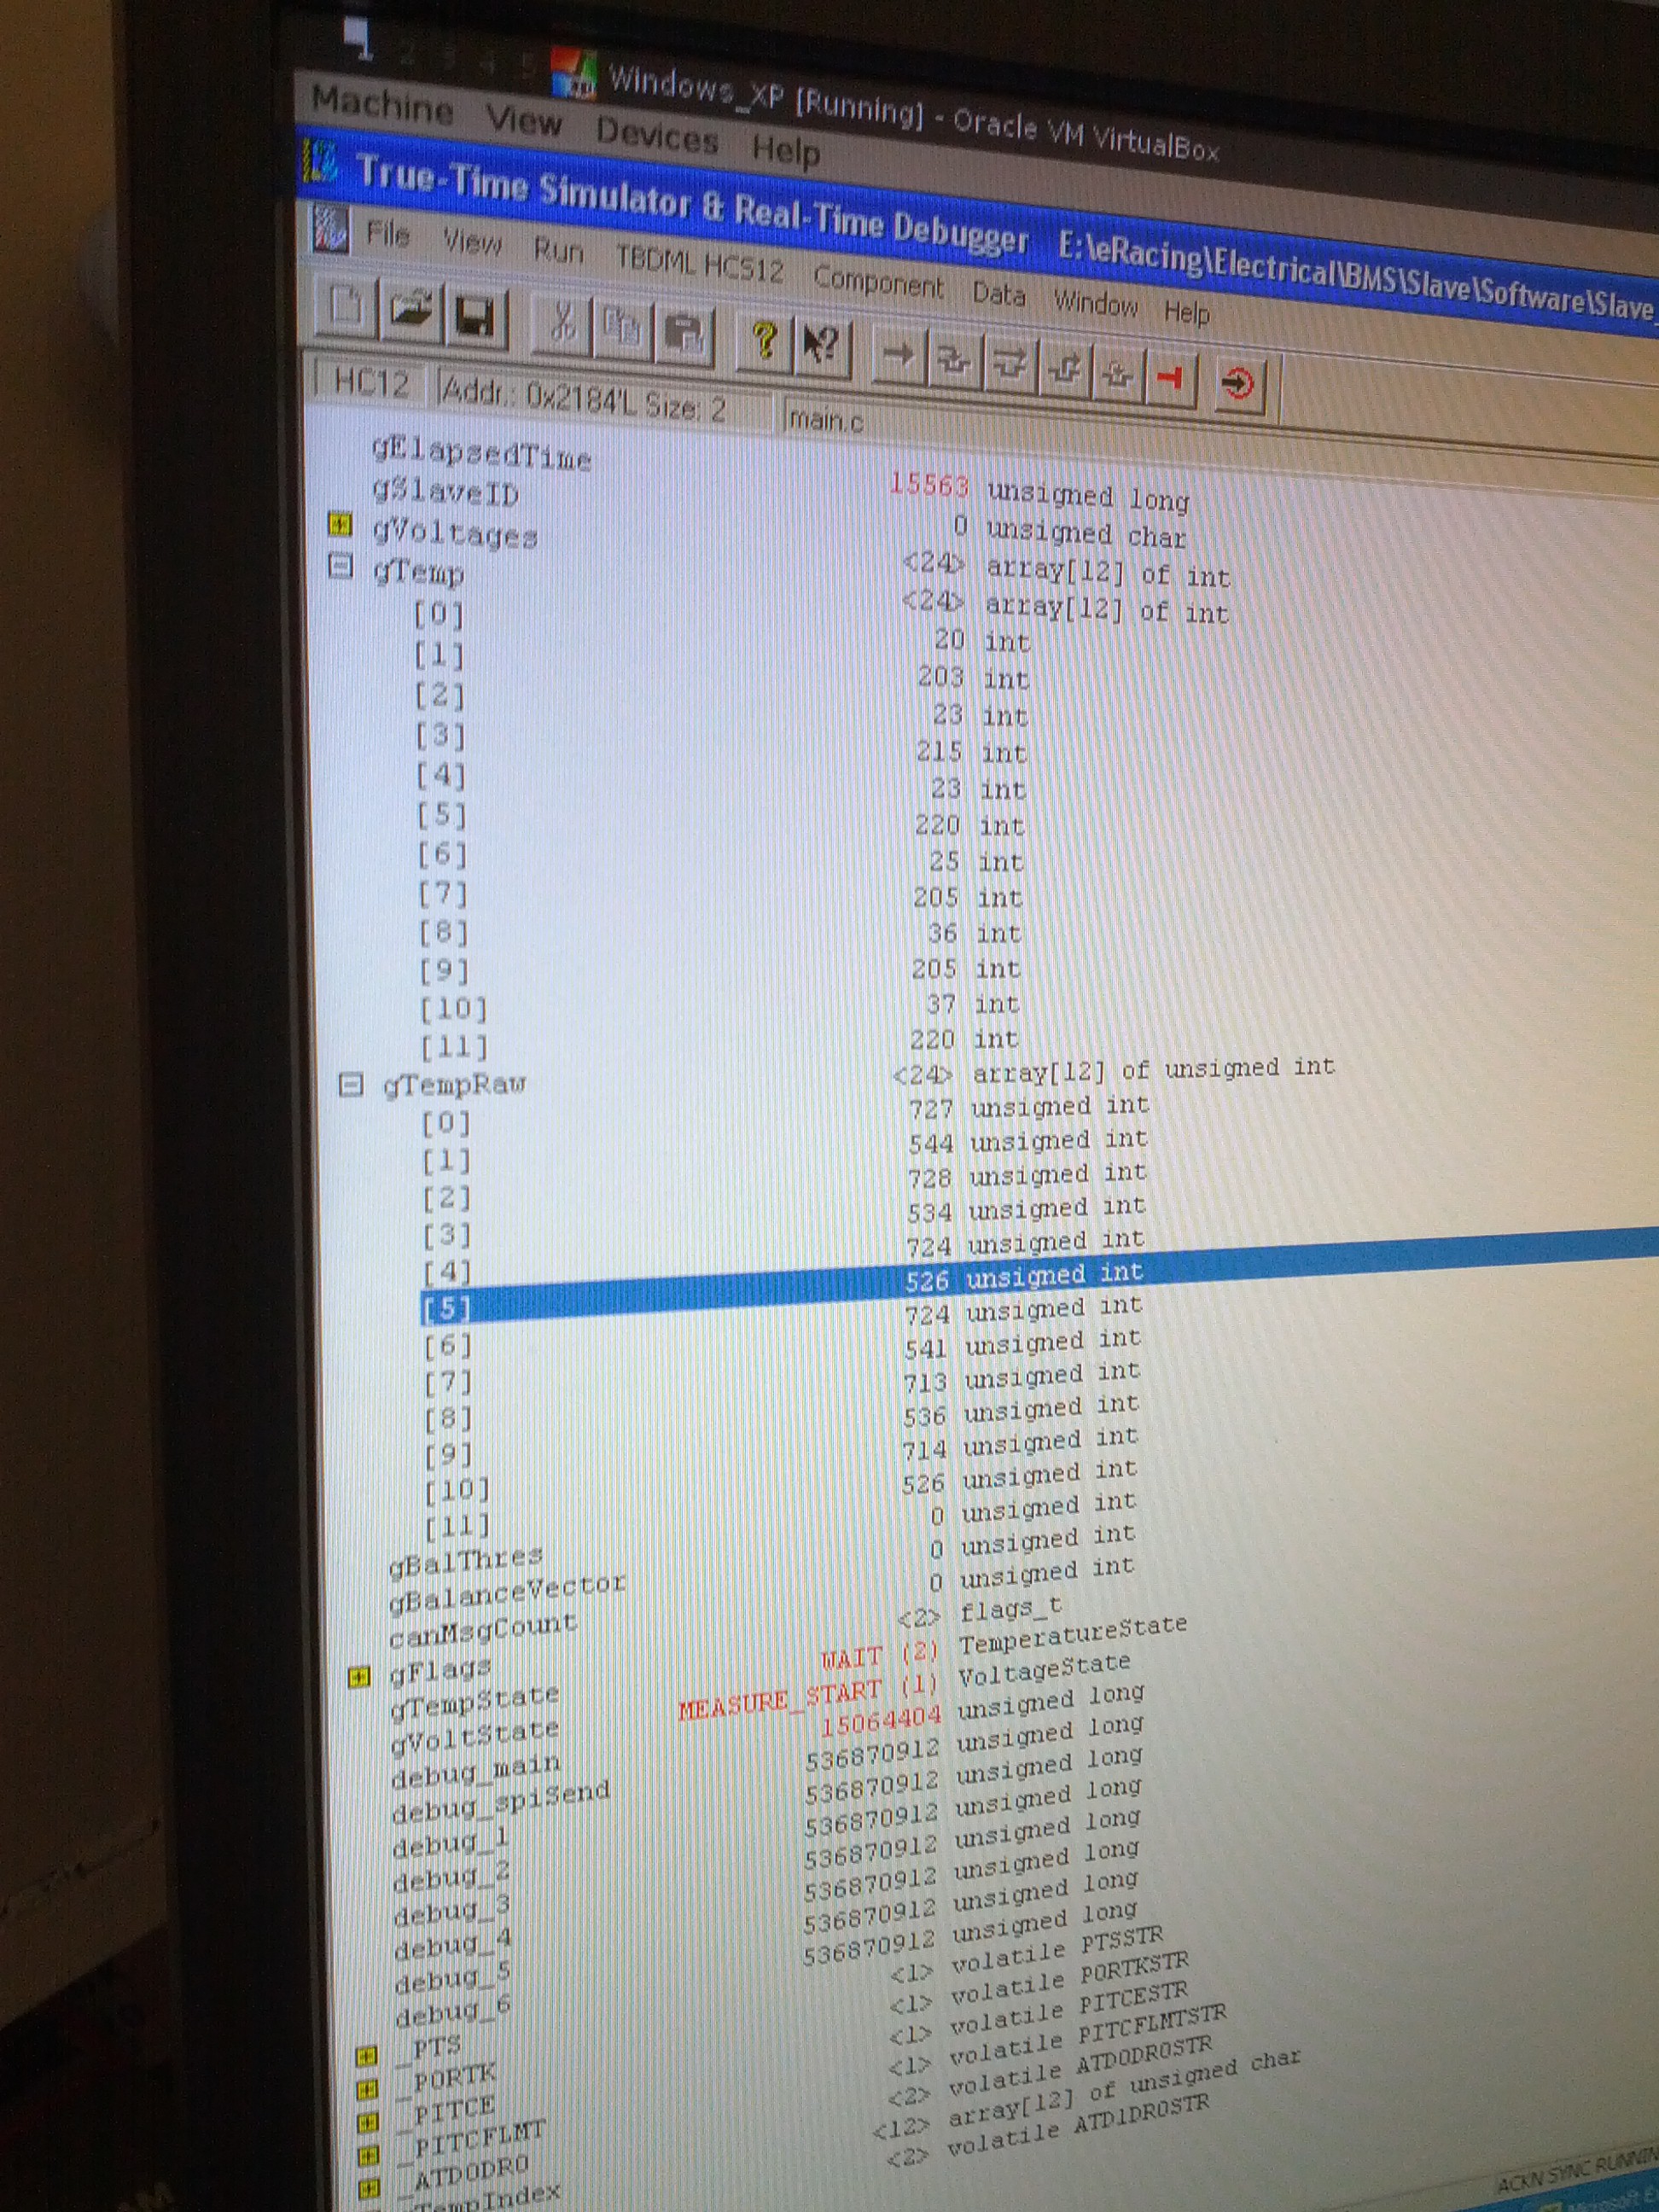 1 2 3 4 5 Windows_XP [Running] - Oracle VM VirtualBox
Machine View Devices Help
True-Time Simulator & Real-Time Debugger E:\eRacing\Electrical\BMS\Slave\Software\Slave_
File View Run TBDML HCS12 Component Data Window Help
HC12 Addr.: 0x2184'L Size: 2 main.c
gElapsedTime 15563 unsigned long
gSlaveID 0 unsigned char
gVoltages <24> array[12] of int
gTemp <24> array[12] of int
[0] 20 int
[1] 203 int
[2] 23 int
[3] 215 int
[4] 23 int
[5] 220 int
[6] 25 int
[7] 205 int
[8] 36 int
[9] 205 int
[10] 37 int
[11] 220 int
gTempRaw <24> array[12] of unsigned int
[0] 727 unsigned int
[1] 544 unsigned int
[2] 728 unsigned int
[3] 534 unsigned int
[4] 724 unsigned int
[5] 526 unsigned int
[6] 724 unsigned int
[7] 541 unsigned int
[8] 713 unsigned int
[9] 536 unsigned int
[10] 714 unsigned int
[11] 526 unsigned int
gBalThres 0 unsigned int
gBalanceVector 0 unsigned int
canMsgCount 0 unsigned int
gFlags <2> flags_t
gTempState WAIT (2) TemperatureState
gVoltState MEASURE_START (1) VoltageState
debug_main 15064404 unsigned long
debug_spiSend 536870912 unsigned long
debug_1 536870912 unsigned long
debug_2 536870912 unsigned long
debug_3 536870912 unsigned long
debug_4 536870912 unsigned long
debug_5 536870912 unsigned long
debug_6 536870912 unsigned long
_PTS <1> volatile PTSSTR
_PORTK <1> volatile PORTKSTR
_PITCE <1> volatile PITCESTR
_PITCFLMT <1> volatile PITCFLMTSTR
_ATD0DR0 <2> volatile ATD0DR0STR
TempIndex <12> array[12] of unsigned char
<2> volatile ATD1DR0STR
ACKN SYNC RUNNIN